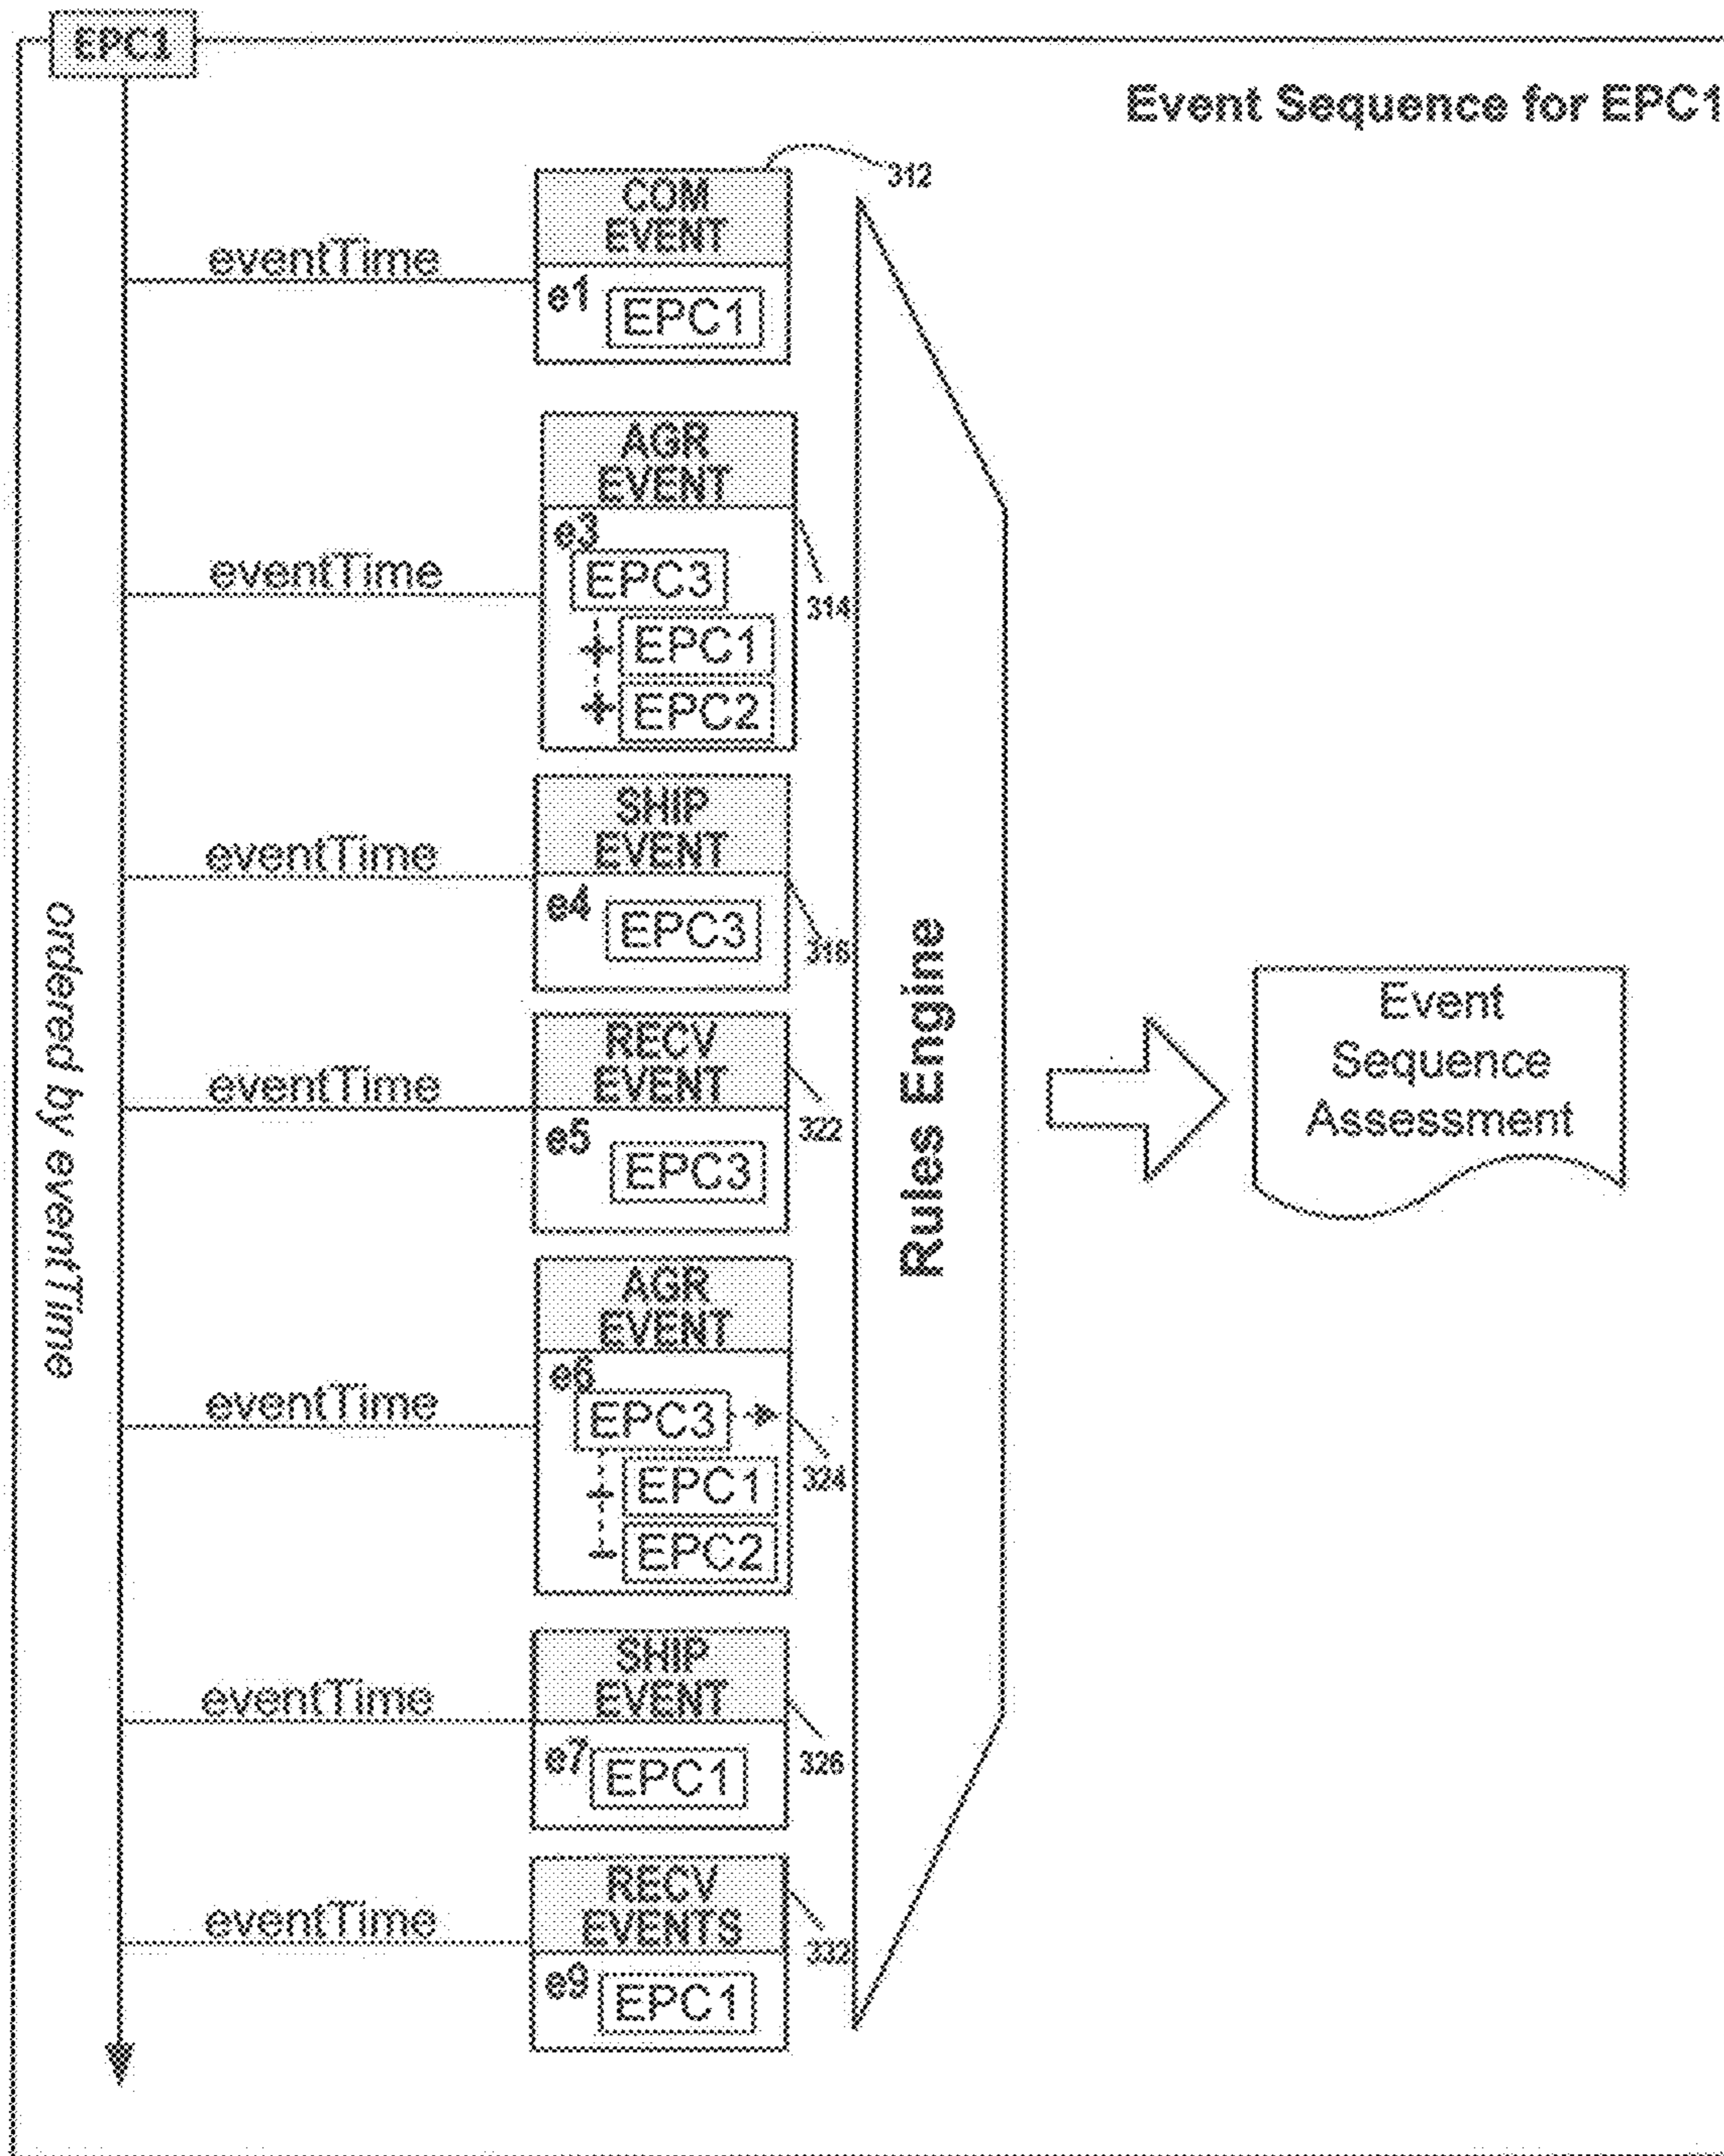 EPC1
Event Sequence for EPC1
312
COM
EVENT
eventTime
e1
EPC1
AGR
EVENT
e3
eventTime
EPC3
314
EPC1
EPC2
SHIP
EVENT
eventTime
e4
EPC3
316
ordered by eventTime
Rules Engine
Event
Sequence
Assessment
RECV
EVENT
eventTime
322
e5
EPC3
AGR
EVENT
e6
eventTime
EPC3
324
EPC1
EPC2
SHIP
EVENT
eventTime
e7
EPC1
326
RECV
EVENTS
eventTime
332
e9
EPC1